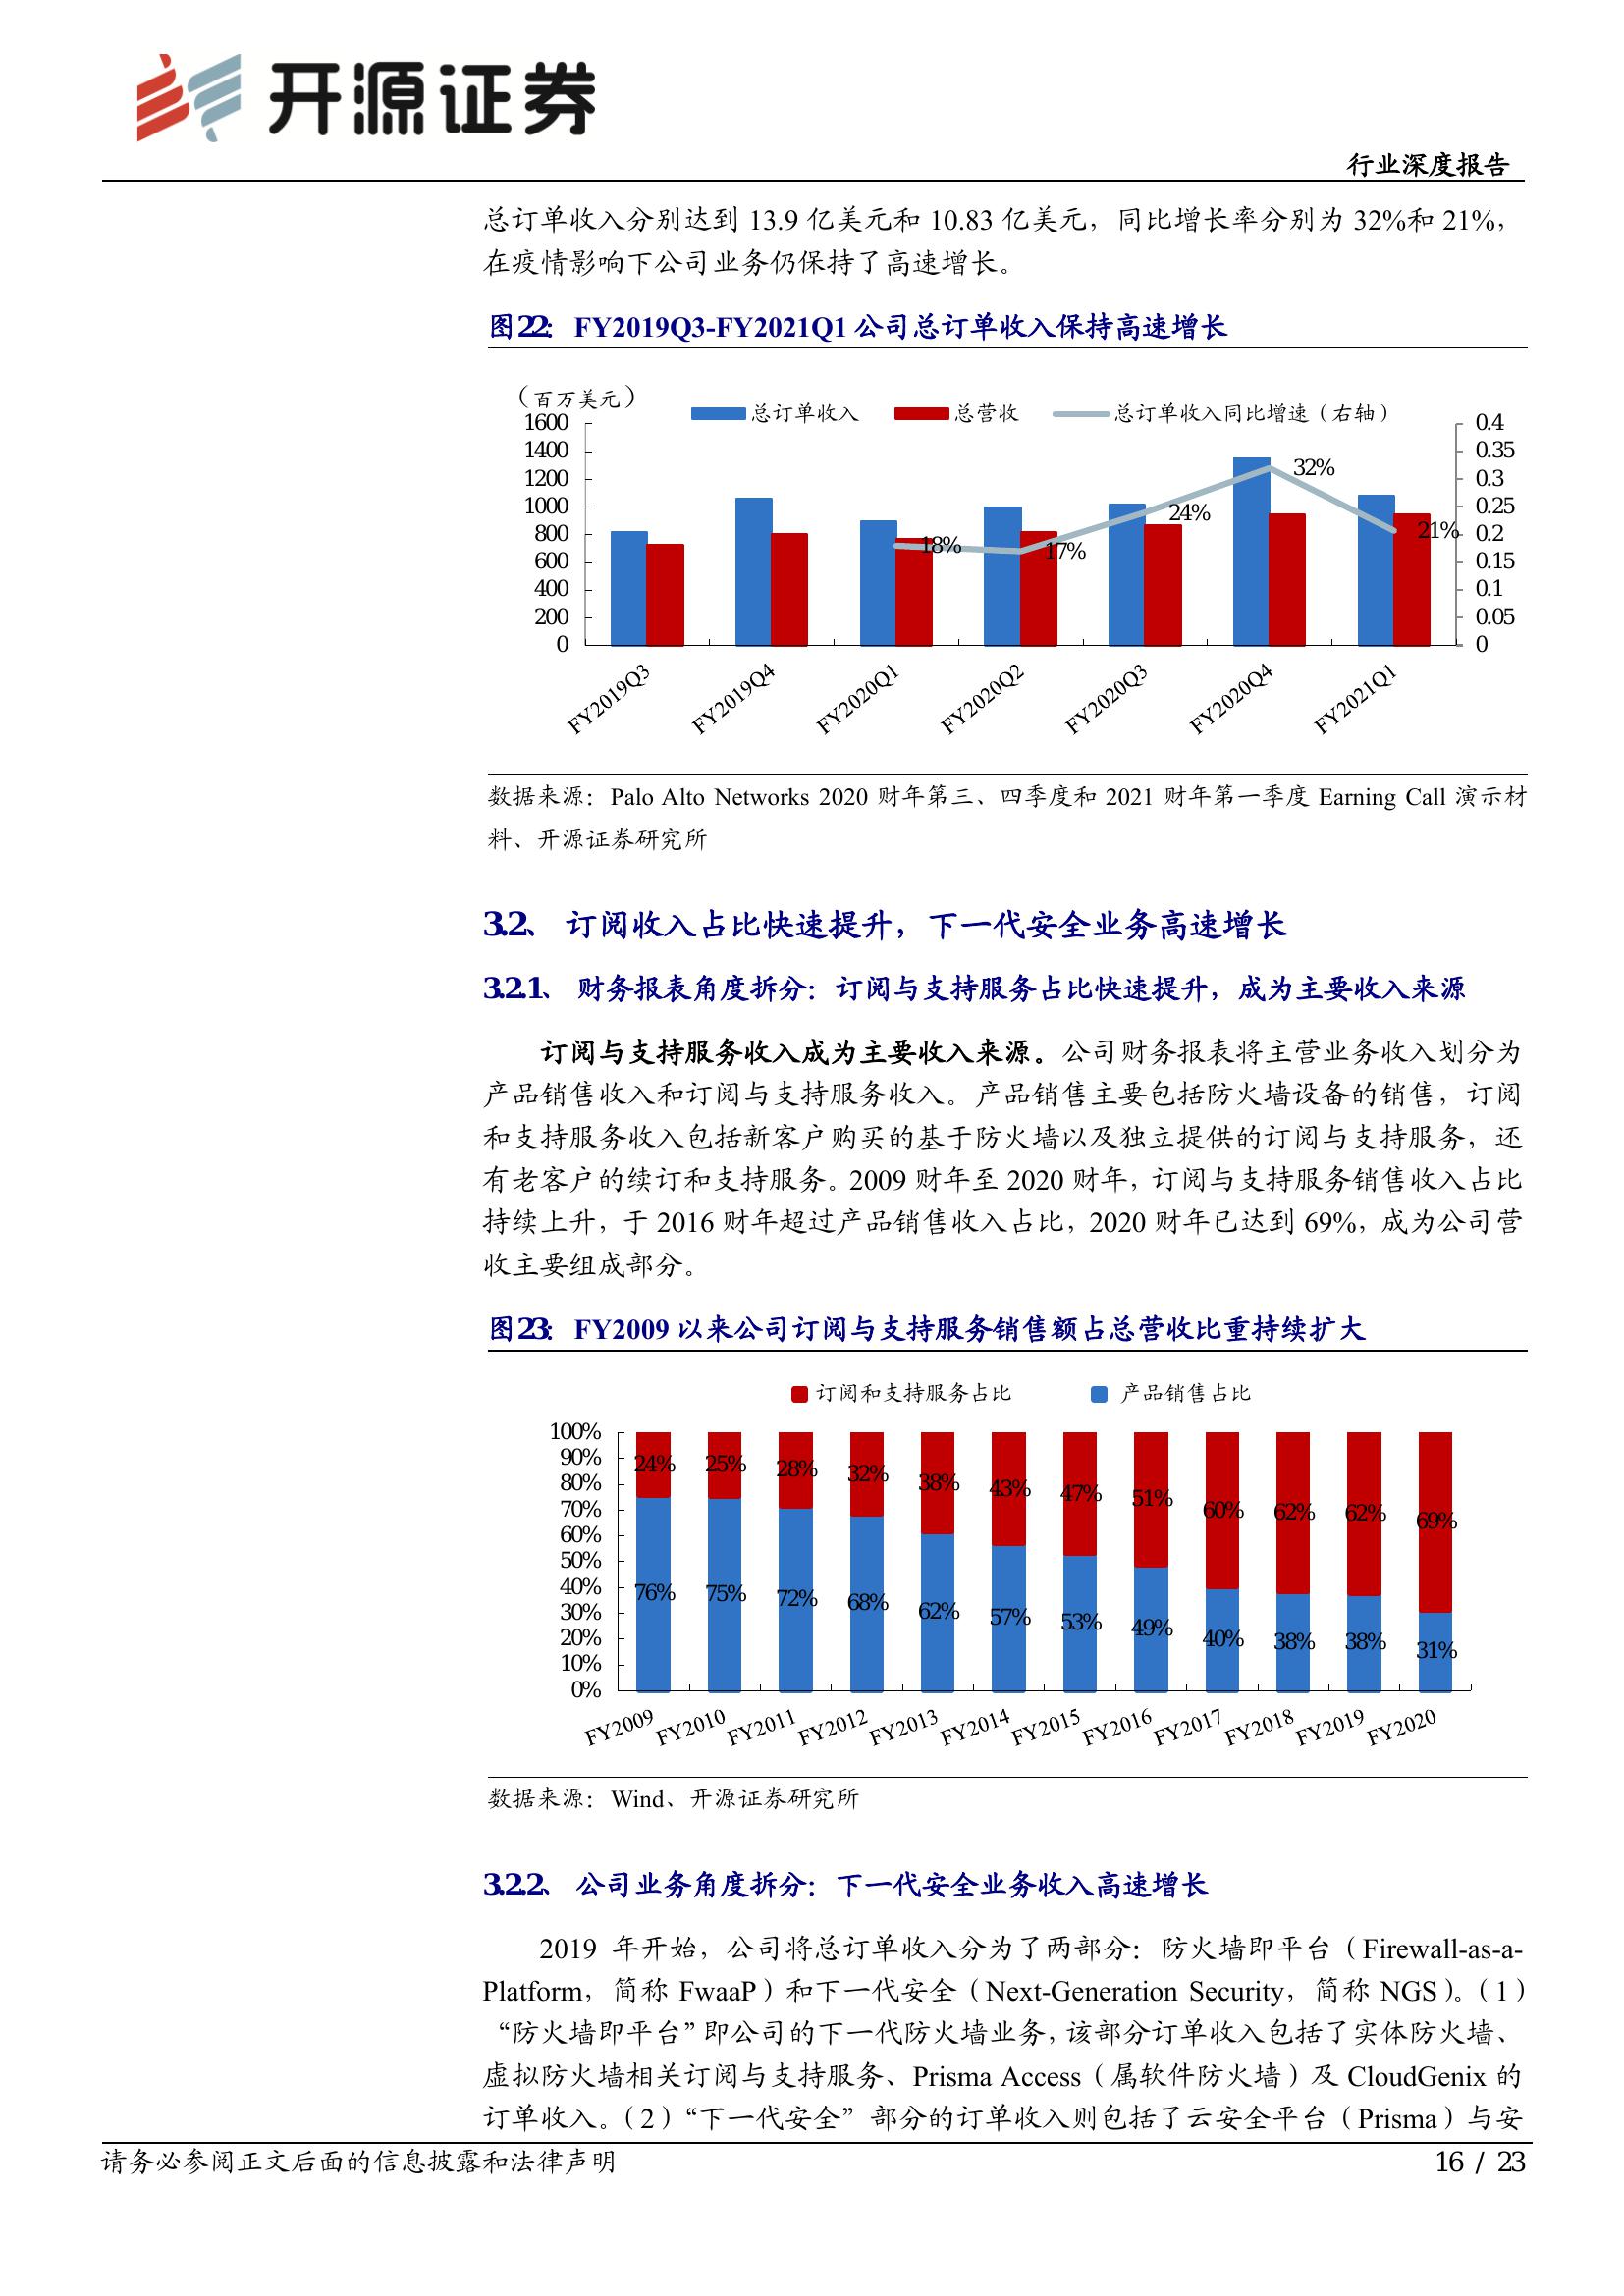 开源证券
行业深度报告
总订单收入分别达到 13.9 亿美元和 10.83 亿美元，同比增长率分别为 32%和 21%，
在疫情影响下公司业务仍保持了高速增长。
图22： FY2019Q3-FY2021Q1 公司总订单收入保持高速增长
（百万美元）
总订单收入 总营收 总订单收入同比增速（右轴）
1600 0.4
1400 0.35
1200 0.3
1000 0.25
800 0.2
600 0.15
400 0.1
200 0.05
0 0
18% 17% 24% 32% 21%
FY2019Q3 FY2019Q4 FY2020Q1 FY2020Q2 FY2020Q3 FY2020Q4 FY2021Q1
数据来源：Palo Alto Networks 2020 财年第三、四季度和 2021 财年第一季度 Earning Call 演示材
料、开源证券研究所
3.2、 订阅收入占比快速提升，下一代安全业务高速增长
3.2.1、 财务报表角度拆分：订阅与支持服务占比快速提升，成为主要收入来源
订阅与支持服务收入成为主要收入来源。公司财务报表将主营业务收入划分为
产品销售收入和订阅与支持服务收入。产品销售主要包括防火墙设备的销售，订阅
和支持服务收入包括新客户购买的基于防火墙以及独立提供的订阅与支持服务，还
有老客户的续订和支持服务。2009 财年至 2020 财年，订阅与支持服务销售收入占比
持续上升，于 2016 财年超过产品销售收入占比，2020 财年已达到 69%，成为公司营
收主要组成部分。
图23： FY2009 以来公司订阅与支持服务销售额占总营收比重持续扩大
订阅和支持服务占比 产品销售占比
100%
90%
80%
70%
60%
50%
40%
30%
20%
10%
0%
24% 25% 28% 32% 38% 43% 47% 51% 60% 62% 62% 69%
76% 75% 72% 68% 62% 57% 53% 49% 40% 38% 38% 31%
FY2009 FY2010 FY2011 FY2012 FY2013 FY2014 FY2015 FY2016 FY2017 FY2018 FY2019 FY2020
数据来源：Wind、开源证券研究所
3.2.2、 公司业务角度拆分：下一代安全业务收入高速增长
2019 年开始，公司将总订单收入分为了两部分：防火墙即平台（Firewall-as-a-
Platform，简称 FwaaP）和下一代安全（Next-Generation Security，简称 NGS）。（1）
“防火墙即平台”即公司的下一代防火墙业务，该部分订单收入包括了实体防火墙、
虚拟防火墙相关订阅与支持服务、Prisma Access（属软件防火墙）及 CloudGenix 的
订单收入。（2）“下一代安全” 部分的订单收入则包括了云安全平台（Prisma）与安
请务必参阅正文后面的信息披露和法律声明
16 / 23